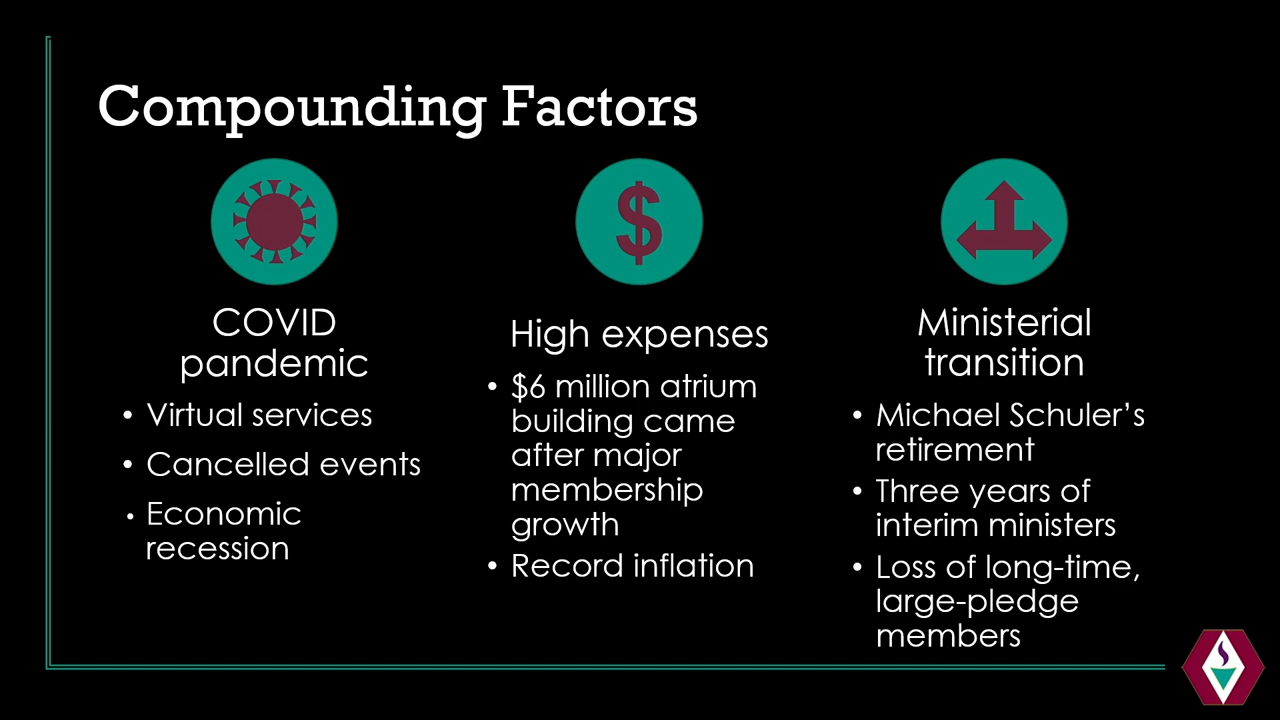 Compounding Factors
COVID
pandemic
• Virtual services
• Cancelled events
• Economic
recession
$
High expenses
• $6 million atrium
building came
after major
membership
growth
• Record inflation
Ministerial
transition
• Michael Schuler’s
retirement
• Three years of
interim ministers
• Loss of long-time,
large-pledge
members